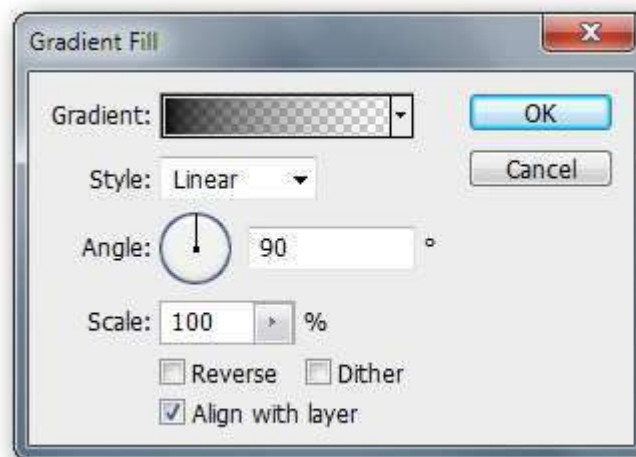 Gradient Fill
Gradient:
OK
Style: Linear
Cancel
Angle: 90 °
Scale: 100 %
Reverse Dither
Align with layer